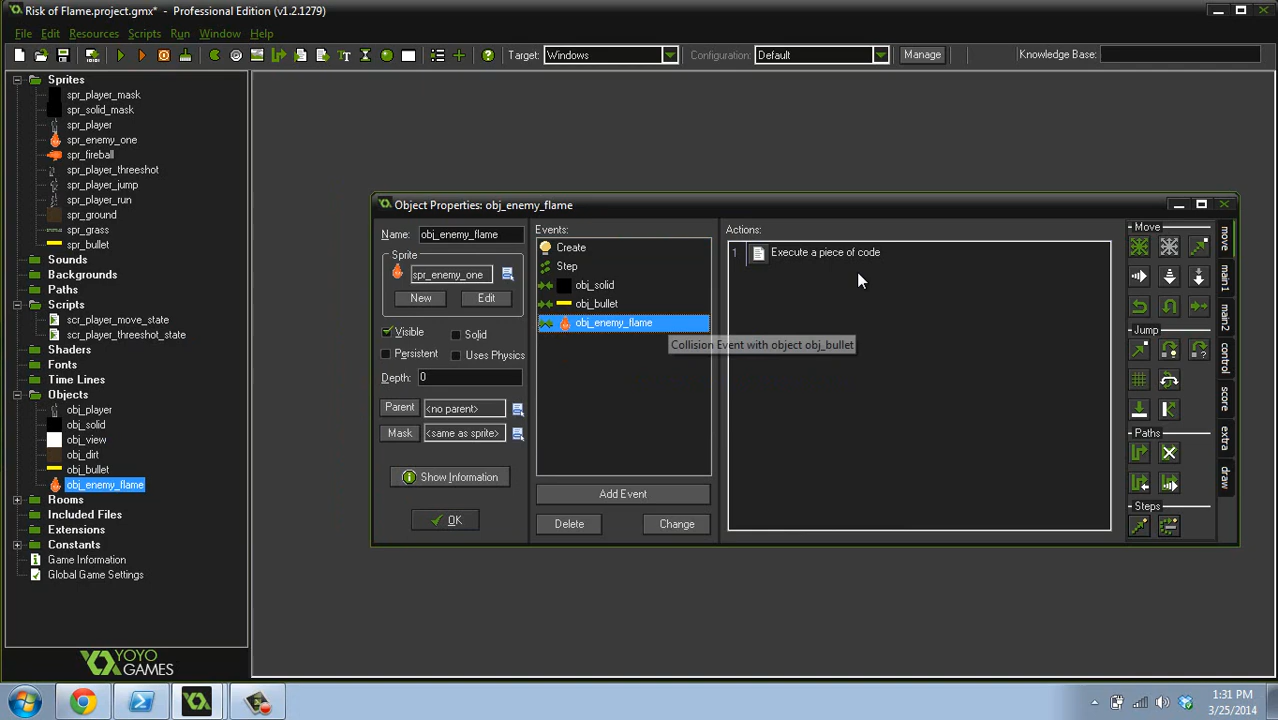 Risk of Flame.project.gmx* - Professional Edition (v1.2.1279)
File Edit Resources Scripts Run Window Help
Target: Windows Configuration: Default Manage Knowledge Base:
Sprites
spr_player_mask
spr_solid_mask
spr_player
spr_enemy_one
spr_fireball
spr_player_threeshot
spr_player_jump
spr_player_run
spr_ground
spr_grass
spr_bullet
Sounds
Backgrounds
Paths
Scripts
scr_player_move_state
scr_player_threeshot_state
Shaders
Fonts
Time Lines
Objects
obj_player
obj_solid
obj_view
obj_dirt
obj_bullet
obj_enemy_flame
Rooms
Included Files
Extensions
Constants
Game Information
Global Game Settings
YOYO
GAMES
Object Properties: obj_enemy_flame
Name: obj_enemy_flame
Sprite
spr_enemy_one
New Edit
Visible Solid
Persistent Uses Physics
Depth: 0
Parent <no parent>
Mask <same as sprite>
Show Information
OK
Events:
Create
Step
obj_solid
obj_bullet
obj_enemy_flame
Collision Event with object obj_bullet
Add Event
Delete Change
Actions:
1 Execute a piece of code
Move
Jump
Paths
Steps
move
main1
main2
control
score
extra
draw
1:31 PM
3/25/2014